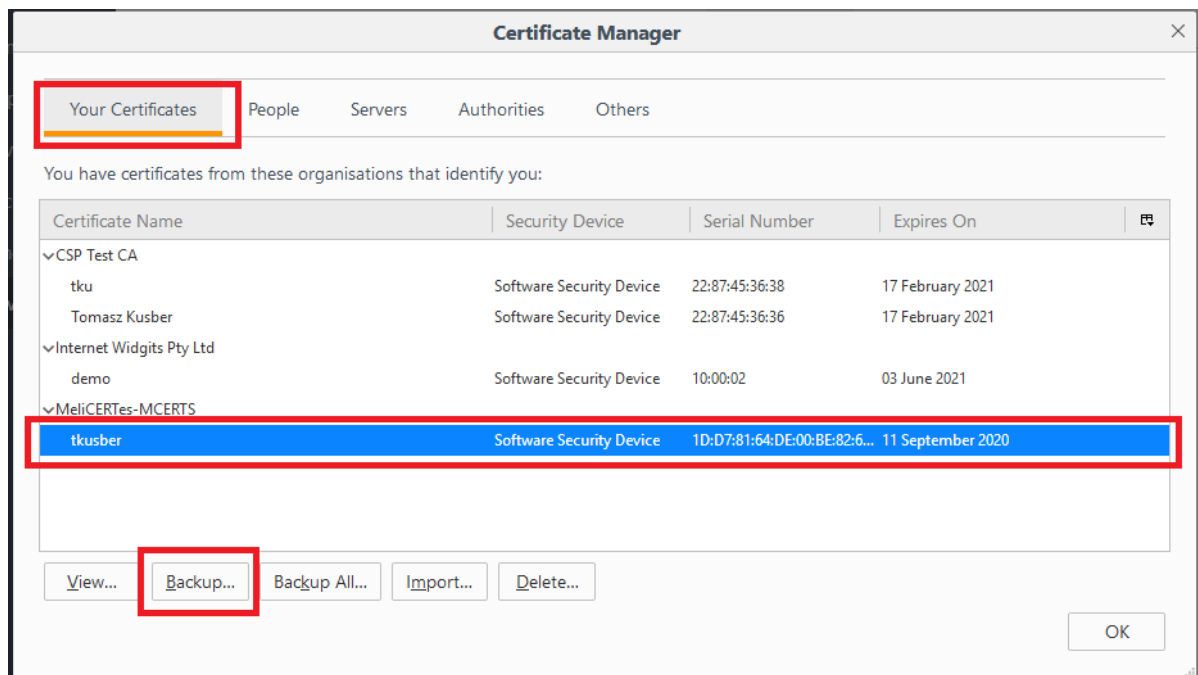 Certificate Manager
Your Certificates People Servers Authorities Others
You have certificates from these organisations that identify you:
Certificate Name Security Device Serial Number Expires On
CSP Test CA
tku Software Security Device 22:87:45:36:38 17 February 2021
Tomasz Kusber Software Security Device 22:87:45:36:36 17 February 2021
Internet Widgits Pty Ltd
demo Software Security Device 10:00:02 03 June 2021
MeliCERTes-MCERTS
tkusber Software Security Device 1D:D7:81:64:DE:00:BE:82:6... 11 September 2020
View... Backup... Backup All... Import... Delete...
OK